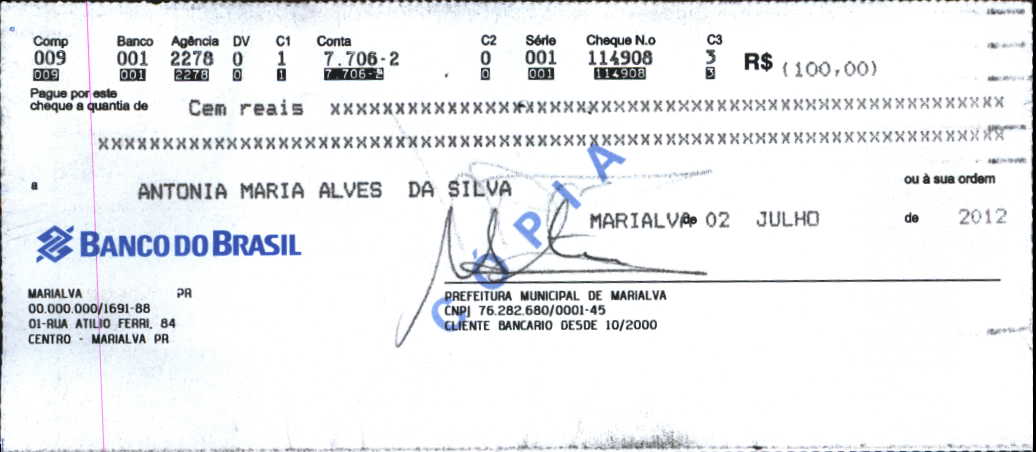 Comp Banco Agência DV C1 Conta C2 Série Cheque N.o C3
009 001 2278 0 1 7.706-2 0 001 114908 3 R$ (100,00)
009 001 2278 0 1 7.706-2 0 001 114908 3
Pague por este
cheque a quantia de Cem reais xxxxxxxxxxxxxxxxxxxxxxxxxxxxxxxxxxxxxxxxxxxxxxxxxxxxxx
xxxxxxxxxxxxxxxxxxxxxxxxxxxxxxxxxxxxxxxxxxxxxxxxxxxxxxxxxxxxxxxxxxxxxxxx
a ANTONIA MARIA ALVES DA SILVA ou à sua ordem
MARIALVA de 02 JULHO de 2012
BANCO DO BRASIL
CÓPIA
MARIALVA PR
00.000.000/1691-88
01-RUA ATILIO FERRI, 84
CENTRO - MARIALVA PR
PREFEITURA MUNICIPAL DE MARIALVA
CNPJ 76.282.680/0001-45
CLIENTE BANCARIO DESDE 10/2000